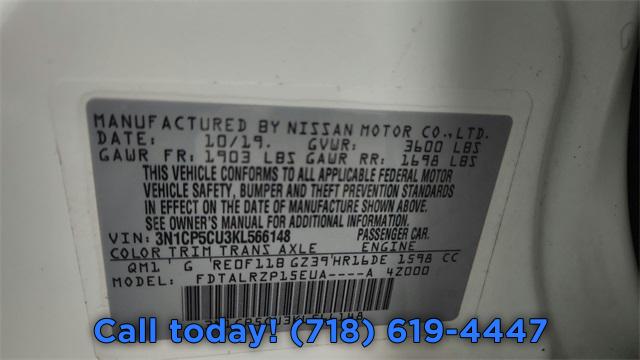 MANUFACTURED BY NISSAN MOTOR CO., LTD.
DATE: 10/19. GVWR: 3600 LBS
GAWR FR: 1903 LBS GAWR RR: 1698 LBS
THIS VEHICLE CONFORMS TO ALL APPLICABLE FEDERAL MOTOR
VEHICLE SAFETY, BUMPER AND THEFT PREVENTION STANDARDS
IN EFFECT ON THE DATE OF MANUFACTURE SHOWN ABOVE.
SEE OWNER'S MANUAL FOR ADDITIONAL INFORMATION.
VIN: 3N1CP5CU3KL566148 PASSENGER CAR
COLOR TRIM TRANS AXLE ENGINE
QM1 G RE0F11B GZ39 HR16DE 1598 CC
MODEL: FDTALRZP15EUA----A 42000
Call today! (718) 619-4447